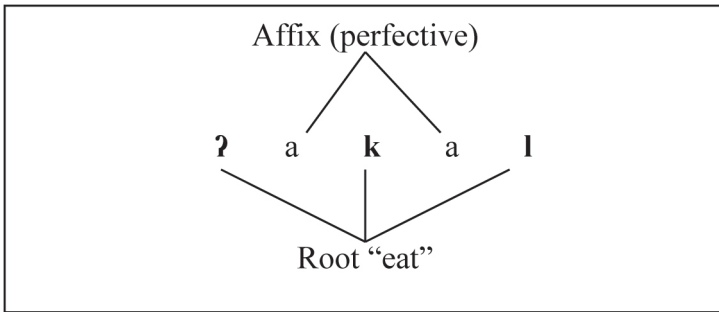 Affix (perfective)
ʔ a k a l
Root “eat”